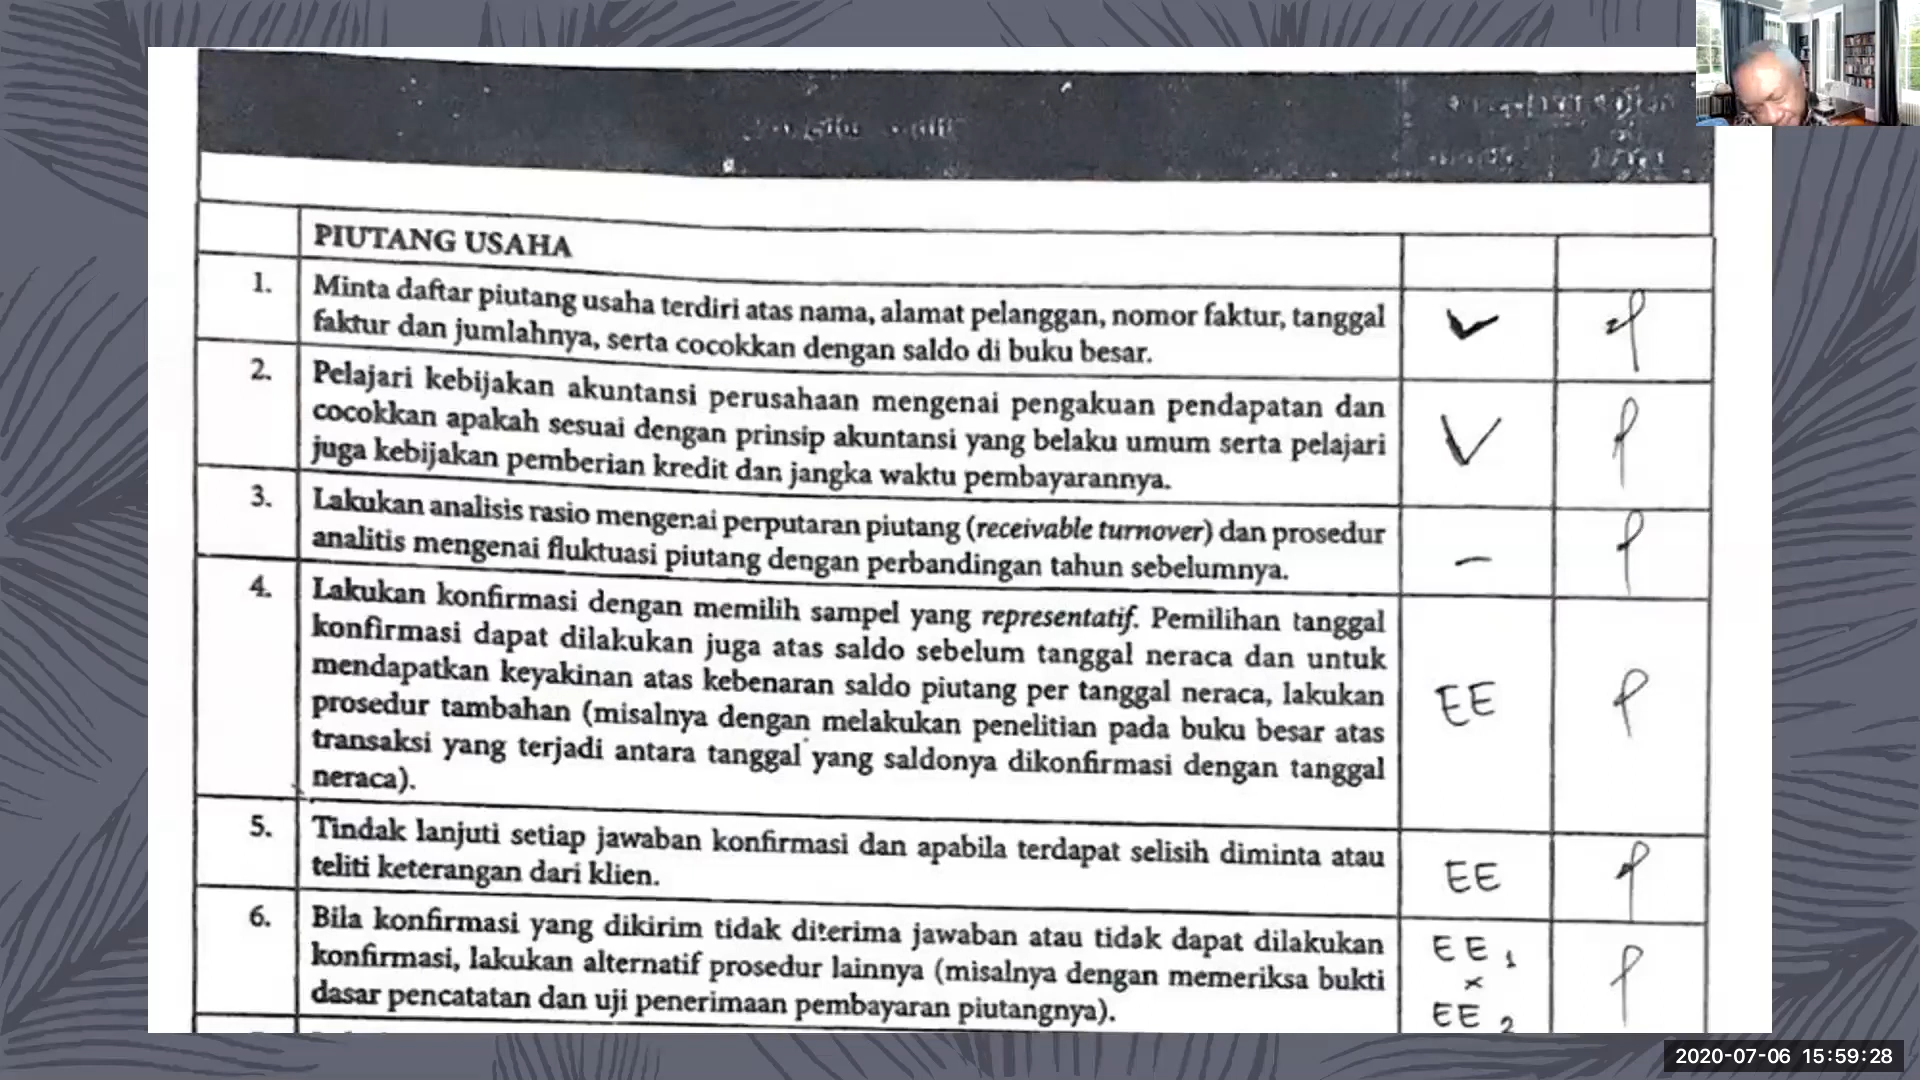 PIUTANG USAHA
1. Minta daftar piutang usaha terdiri atas nama, alamat pelanggan, nomor faktur, tanggal
faktur dan jumlahnya, serta cocokkan dengan saldo di buku besar.
2. Pelajari kebijakan akuntansi perusahaan mengenai pengakuan pendapatan dan
cocokkan apakah sesuai dengan prinsip akuntansi yang belaku umum serta pelajari
juga kebijakan pemberian kredit dan jangka waktu pembayarannya.
3. Lakukan analisis rasio mengenai perputaran piutang (receivable turnover) dan prosedur
analitis mengenai fluktuasi piutang dengan perbandingan tahun sebelumnya.
4. Lakukan konfirmasi dengan memilih sampel yang representatif. Pemilihan tanggal
konfirmasi dapat dilakukan juga atas saldo sebelum tanggal neraca dan untuk
mendapatkan keyakinan atas kebenaran saldo piutang per tanggal neraca, lakukan
prosedur tambahan (misalnya dengan melakukan penelitian pada buku besar atas
transaksi yang terjadi antara tanggal yang saldonya dikonfirmasi dengan tanggal
neraca).
EE
5. Tindak lanjuti setiap jawaban konfirmasi dan apabila terdapat selisih diminta atau
teliti keterangan dari klien.
EE
6. Bila konfirmasi yang dikirim tidak diterima jawaban atau tidak dapat dilakukan
konfirmasi, lakukan alternatif prosedur lainnya (misalnya dengan memeriksa bukti
dasar pencatatan dan uji penerimaan pembayaran piutangnya).
EE 1
EE 2
2020-07-06 15:59:28